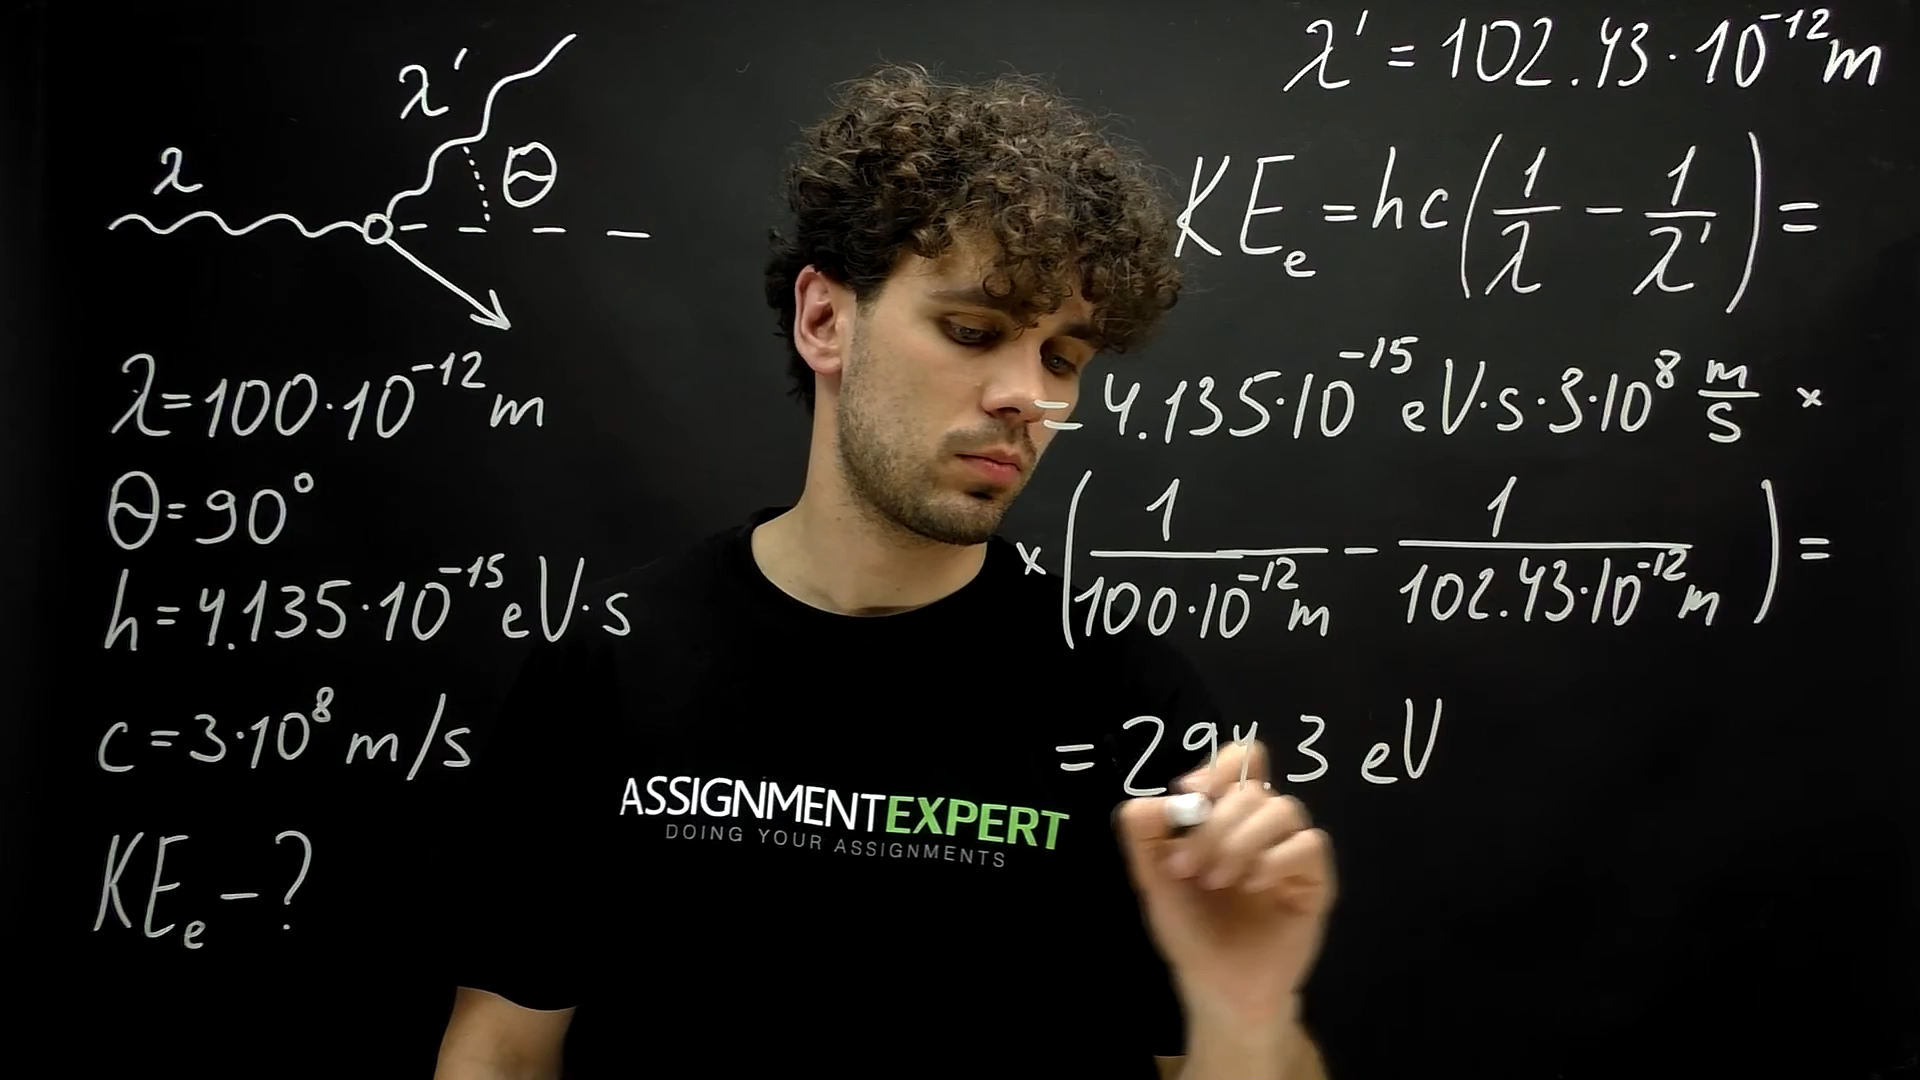 λ
λ'
θ
λ=100·10⁻¹² m
θ=90°
h=4.135·10⁻¹⁵ eV·s
c=3·10⁸ m/s
KEₑ – ?
λ' = 102.43·10⁻¹² m
KEₑ = hc(1/λ – 1/λ') =
= 4.135·10⁻¹⁵ eV·s·3·10⁸ m/s ×
× (1/100·10⁻¹² m – 1/102.43·10⁻¹² m) =
= 294.3 eV
ASSIGNMENTEXPERT
DOING YOUR ASSIGNMENTS